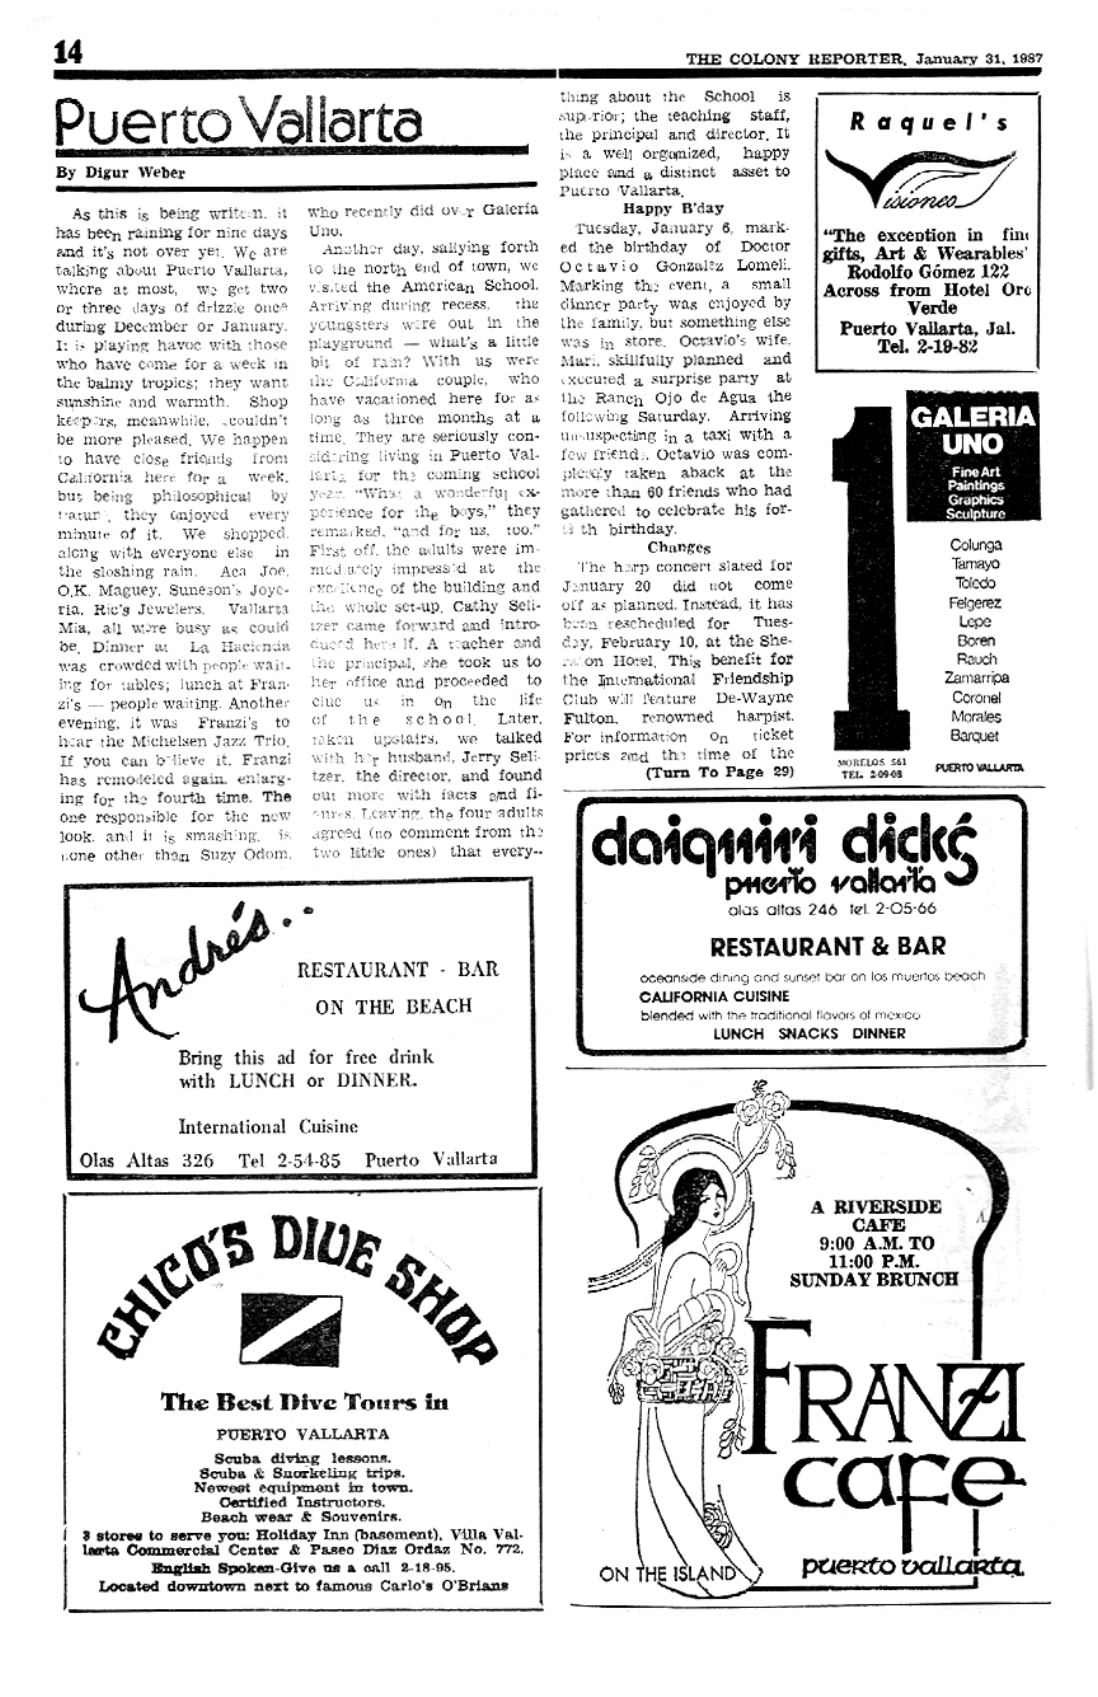 14
THE COLONY REPORTER, January 31, 1987
Puerto Vallarta
By Digur Weber
As this is being written, it
has been raining for nine days
and it's not over yet. We are
talking about Puerto Vallarta,
where at most, we get two
or three days of drizzle once
during December or January.
It is playing havoc with those
who have come for a week in
the balmy tropics; they want
sunshine and warmth. Shop
keepers, meanwhile, couldn't
be more pleased. We happen
to have close friends from
California here for a week,
but being philosophical by
natur, they enjoyed every
minute of it. We shopped,
along with everyone else in
the sloshing rain. Aca Joe,
O.K. Maguey, Suneson's Joye-
ria, Ric's Jewelers, Vallarta
Mia, all were busy as could
be. Dinner at La Hacienda
was crowded with people wait-
ing for tables; lunch at Fran-
zi's — people waiting. Another
evening, it was Franzi's to
hear the Michelsen Jazz Trio.
If you can believe it, Franzi
has remodeled again, enlarg-
ing for the fourth time. The
one responsible for the new
look, and it is smashing, is
none other than Suzy Odom,
who recently did over Galeria
Uno.
Another day, sallying forth
to the north end of town, we
visited the American School.
Arriving during recess, the
youngsters were out in the
playground — what's a little
bit of rain? With us were
the California couple, who
have vacationed here for as
long as three months at a
time. They are seriously con-
sidering living in Puerto Val-
larta for the coming school
year. "What a wonderful ex-
perience for the boys," they
remarked, "and for us, too."
First off, the adults were im-
mediately impressed at the
excellence of the building and
the whole set-up. Cathy Seli-
tzer came forward and intro-
duced herself. A teacher and
the principal, she took us to
her office and proceeded to
clue us in on the life
of the school. Later,
taken upstairs, we talked
with her husband, Jerry Seli-
tzer, the director, and found
out more with facts and fi-
gures. Leaving, the four adults
agreed (no comment from the
two little ones) that every--
thing about the School is
superior; the teaching staff,
the principal and director. It
is a well organized, happy
place and a distinct asset to
Puerto Vallarta.
Happy B'day
Tuesday, January 6, mark-
ed the birthday of Doctor
Octavio Gonzalez Lomeli.
Marking the event, a small
dinner party was enjoyed by
the family, but something else
was in store. Octavio's wife,
Mari, skillfully planned and
executed a surprise party at
the Ranch Ojo de Agua the
following Saturday. Arriving
unsuspecting in a taxi with a
few friends, Octavio was com-
pletely taken aback at the
more than 60 friends who had
gathered to celebrate his for-
tieth birthday.
Changes
The harp concert slated for
January 20 did not come
off as planned. Instead, it has
been rescheduled for Tues-
day, February 10, at the She-
raton Hotel. This benefit for
the International Friendship
Club will feature De-Wayne
Fulton, renowned harpist.
For information on ticket
prices and the time of the
(Turn To Page 29)
Raquel's
Visiones
"The exception in fine
gifts, Art & Wearables'
Rodolfo Gómez 122
Across from Hotel Oro
Verde
Puerto Vallarta, Jal.
Tel. 2-19-82
1
GALERIA
UNO
Fine Art
Paintings
Graphics
Sculpture
Colunga
Tamayo
Toledo
Felgerez
Lepe
Boren
Rauch
Zamarripa
Coronel
Morales
Barquet
MORELOS 561
TEL. 2-09-08
PUERTO VALLARTA
daiquiri dick's
puerto vallarta
olas altas 246 tel. 2-05-66
RESTAURANT & BAR
oceanside dining and sunset bar on los muertos beach
CALIFORNIA CUISINE
blended with the traditional flavors of mexico
LUNCH SNACKS DINNER
Andrés..
RESTAURANT - BAR
ON THE BEACH
Bring this ad for free drink
with LUNCH or DINNER.
International Cuisine
Olas Altas 326 Tel 2-54-85 Puerto Vallarta
CHICO'S DIVE SHOP
The Best Dive Tours in
PUERTO VALLARTA
Scuba diving lessons.
Scuba & Snorkeling trips.
Newest equipment in town.
Certified Instructors.
Beach wear & Souvenirs.
3 stores to serve you: Holiday Inn (basement), Villa Val-
larta Commercial Center & Paseo Diaz Ordaz No. 772.
English Spoken-Give us a call 2-18-95.
Located downtown next to famous Carlo's O'Brians
A RIVERSIDE
CAFE
9:00 A.M. TO
11:00 P.M.
SUNDAY BRUNCH
FRANZI
cafe
puerto vallarta
ON THE ISLAND